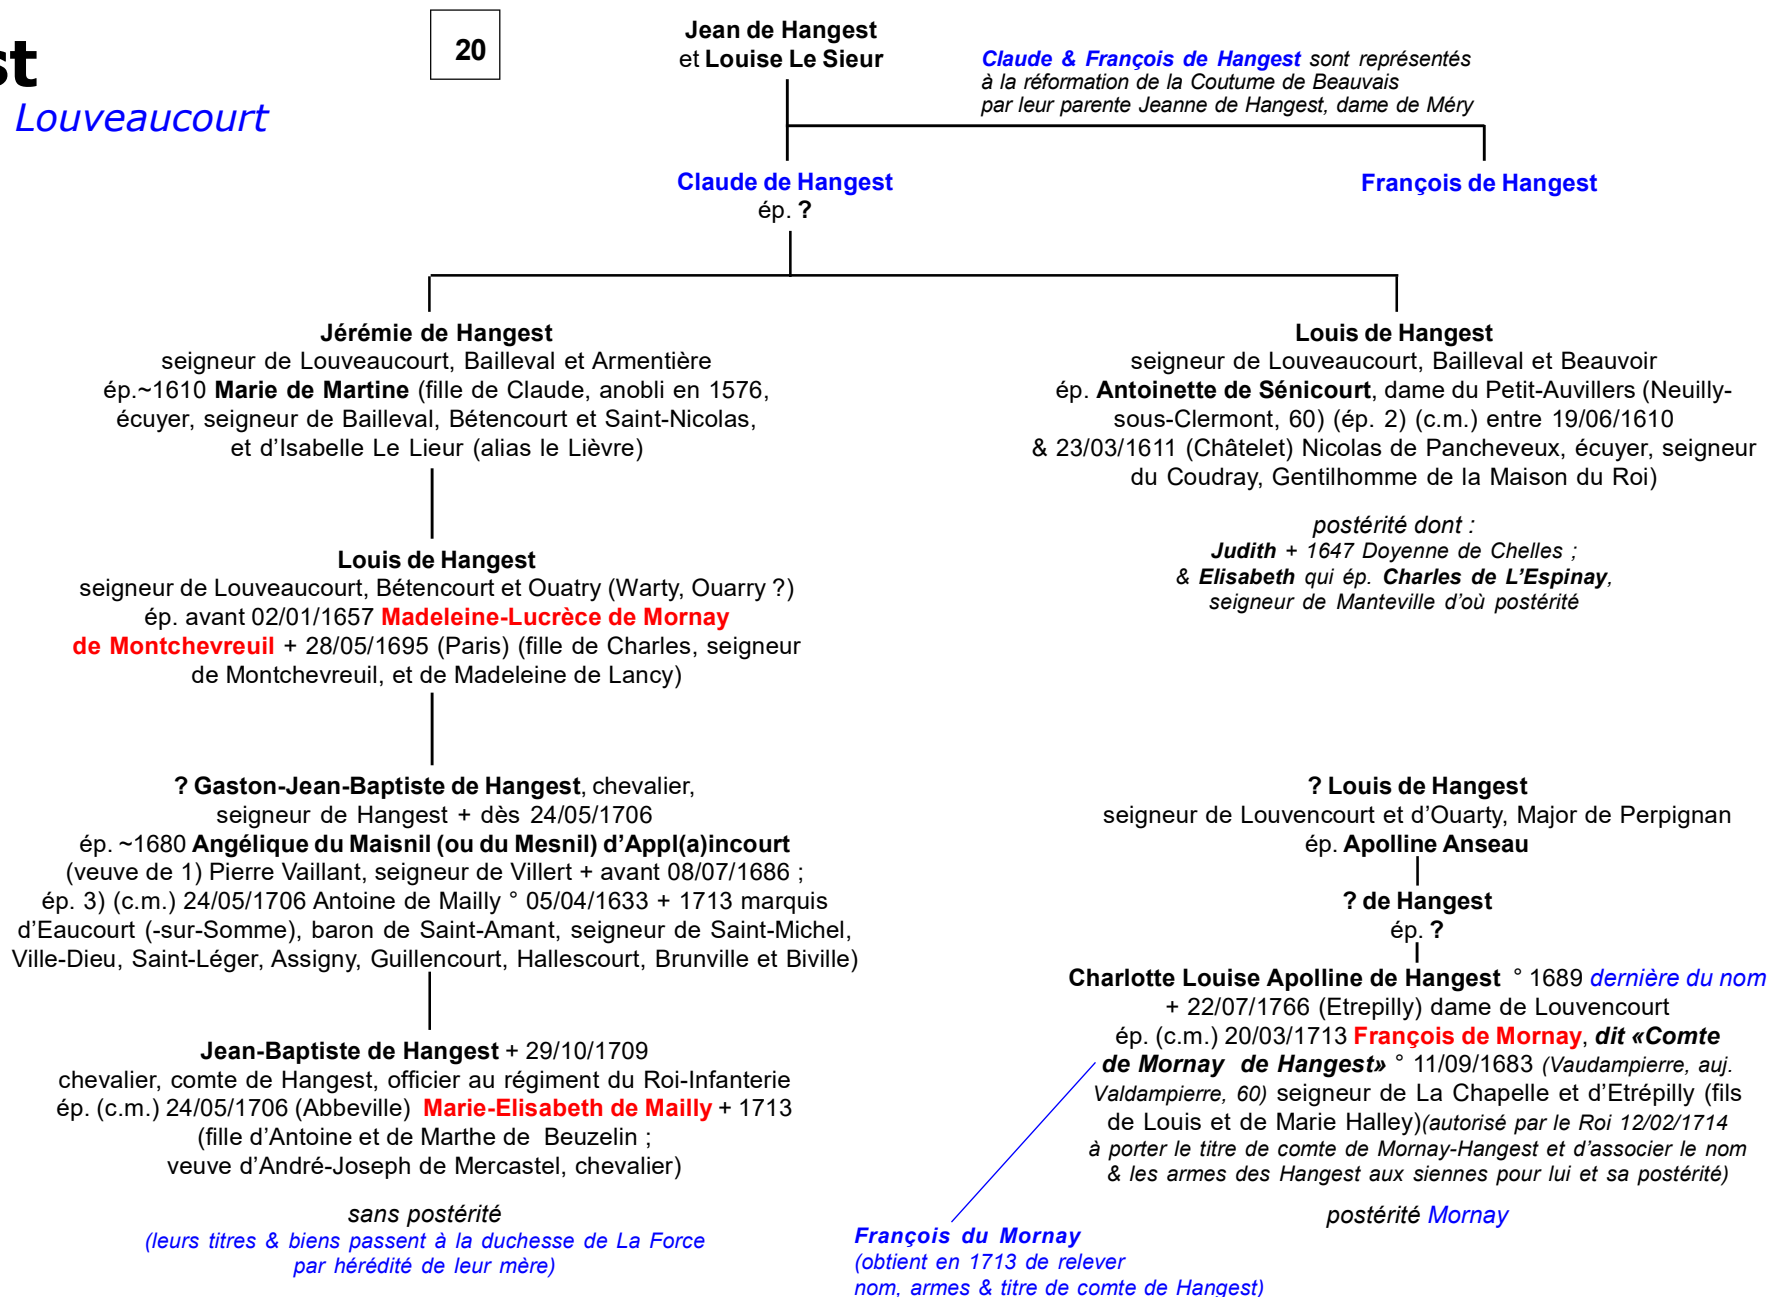 st
Louveaucourt
20
Jean de Hangest
et Louise Le Sieur
Claude & François de Hangest sont représentés
à la réformation de la Coutume de Beauvais
par leur parente Jeanne de Hangest, dame de Méry
Claude de Hangest
ép. ?
François de Hangest
Jérémie de Hangest
seigneur de Louveaucourt, Bailleval et Armentière
ép.~1610 Marie de Martine (fille de Claude, anobli en 1576,
écuyer, seigneur de Bailleval, Bétencourt et Saint-Nicolas,
et d'Isabelle Le Lieur (alias le Lièvre)
Louis de Hangest
seigneur de Louveaucourt, Bailleval et Beauvoir
ép. Antoinette de Sénicourt, dame du Petit-Auvillers (Neuilly-
sous-Clermont, 60) (ép. 2) (c.m.) entre 19/06/1610
& 23/03/1611 (Châtelet) Nicolas de Pancheveux, écuyer, seigneur
du Coudray, Gentilhomme de la Maison du Roi)
postérité dont :
Judith + 1647 Doyenne de Chelles ;
& Elisabeth qui ép. Charles de L'Espinay,
seigneur de Manteville d'où postérité
Louis de Hangest
seigneur de Louveaucourt, Bétencourt et Ouatry (Warty, Ouarry ?)
ép. avant 02/01/1657 Madeleine-Lucrèce de Mornay
de Montchevreuil + 28/05/1695 (Paris) (fille de Charles, seigneur
de Montchevreuil, et de Madeleine de Lancy)
? Gaston-Jean-Baptiste de Hangest, chevalier,
seigneur de Hangest + dès 24/05/1706
ép. ~1680 Angélique du Maisnil (ou du Mesnil) d'Appl(a)incourt
(veuve de 1) Pierre Vaillant, seigneur de Villert + avant 08/07/1686 ;
ép. 3) (c.m.) 24/05/1706 Antoine de Mailly ° 05/04/1633 + 1713 marquis
d'Eaucourt (-sur-Somme), baron de Saint-Amant, seigneur de Saint-Michel,
Ville-Dieu, Saint-Léger, Assigny, Guillencourt, Hallescourt, Brunville et Biville)
Jean-Baptiste de Hangest + 29/10/1709
chevalier, comte de Hangest, officier au régiment du Roi-Infanterie
ép. (c.m.) 24/05/1706 (Abbeville) Marie-Elisabeth de Mailly + 1713
(fille d'Antoine et de Marthe de Beuzelin ;
veuve d'André-Joseph de Mercastel, chevalier)
sans postérité
(leurs titres & biens passent à la duchesse de La Force
par hérédité de leur mère)
? Louis de Hangest
seigneur de Louvencourt et d'Ouarty, Major de Perpignan
ép. Apolline Anseau
? de Hangest
ép. ?
Charlotte Louise Apolline de Hangest ° 1689 dernière du nom
+ 22/07/1766 (Etrepilly) dame de Louvencourt
ép. (c.m.) 20/03/1713 François de Mornay, dit «Comte
de Mornay de Hangest» ° 11/09/1683 (Vaudampierre, auj.
Valdampierre, 60) seigneur de La Chapelle et d'Etrépilly (fils
de Louis et de Marie Halley)(autorisé par le Roi 12/02/1714
à porter le titre de comte de Mornay-Hangest et d'associer le nom
& les armes des Hangest aux siennes pour lui et sa postérité)
postérité Mornay
François du Mornay
(obtient en 1713 de relever
nom, armes & titre de comte de Hangest)